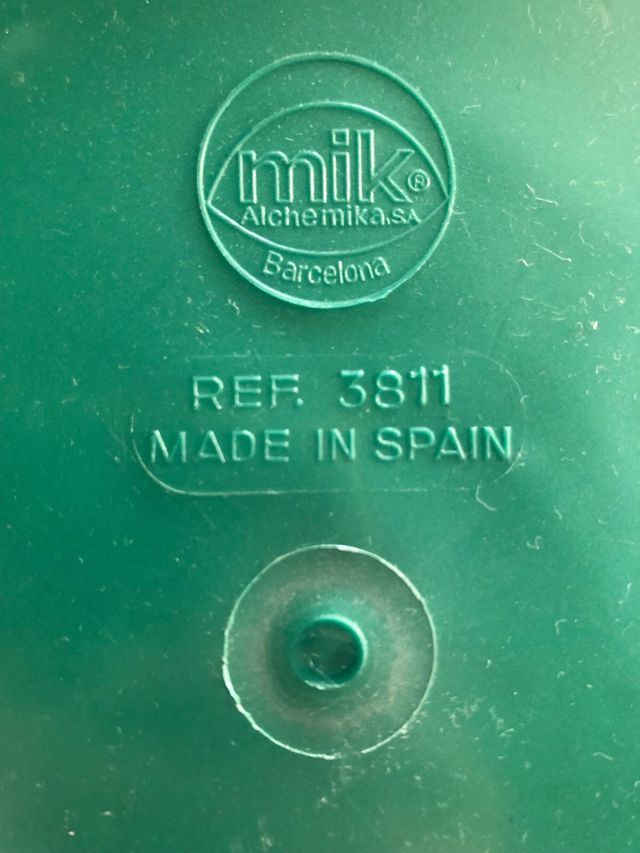 mik®
Alchemika.SA
Barcelona
REF. 3811
MADE IN SPAIN